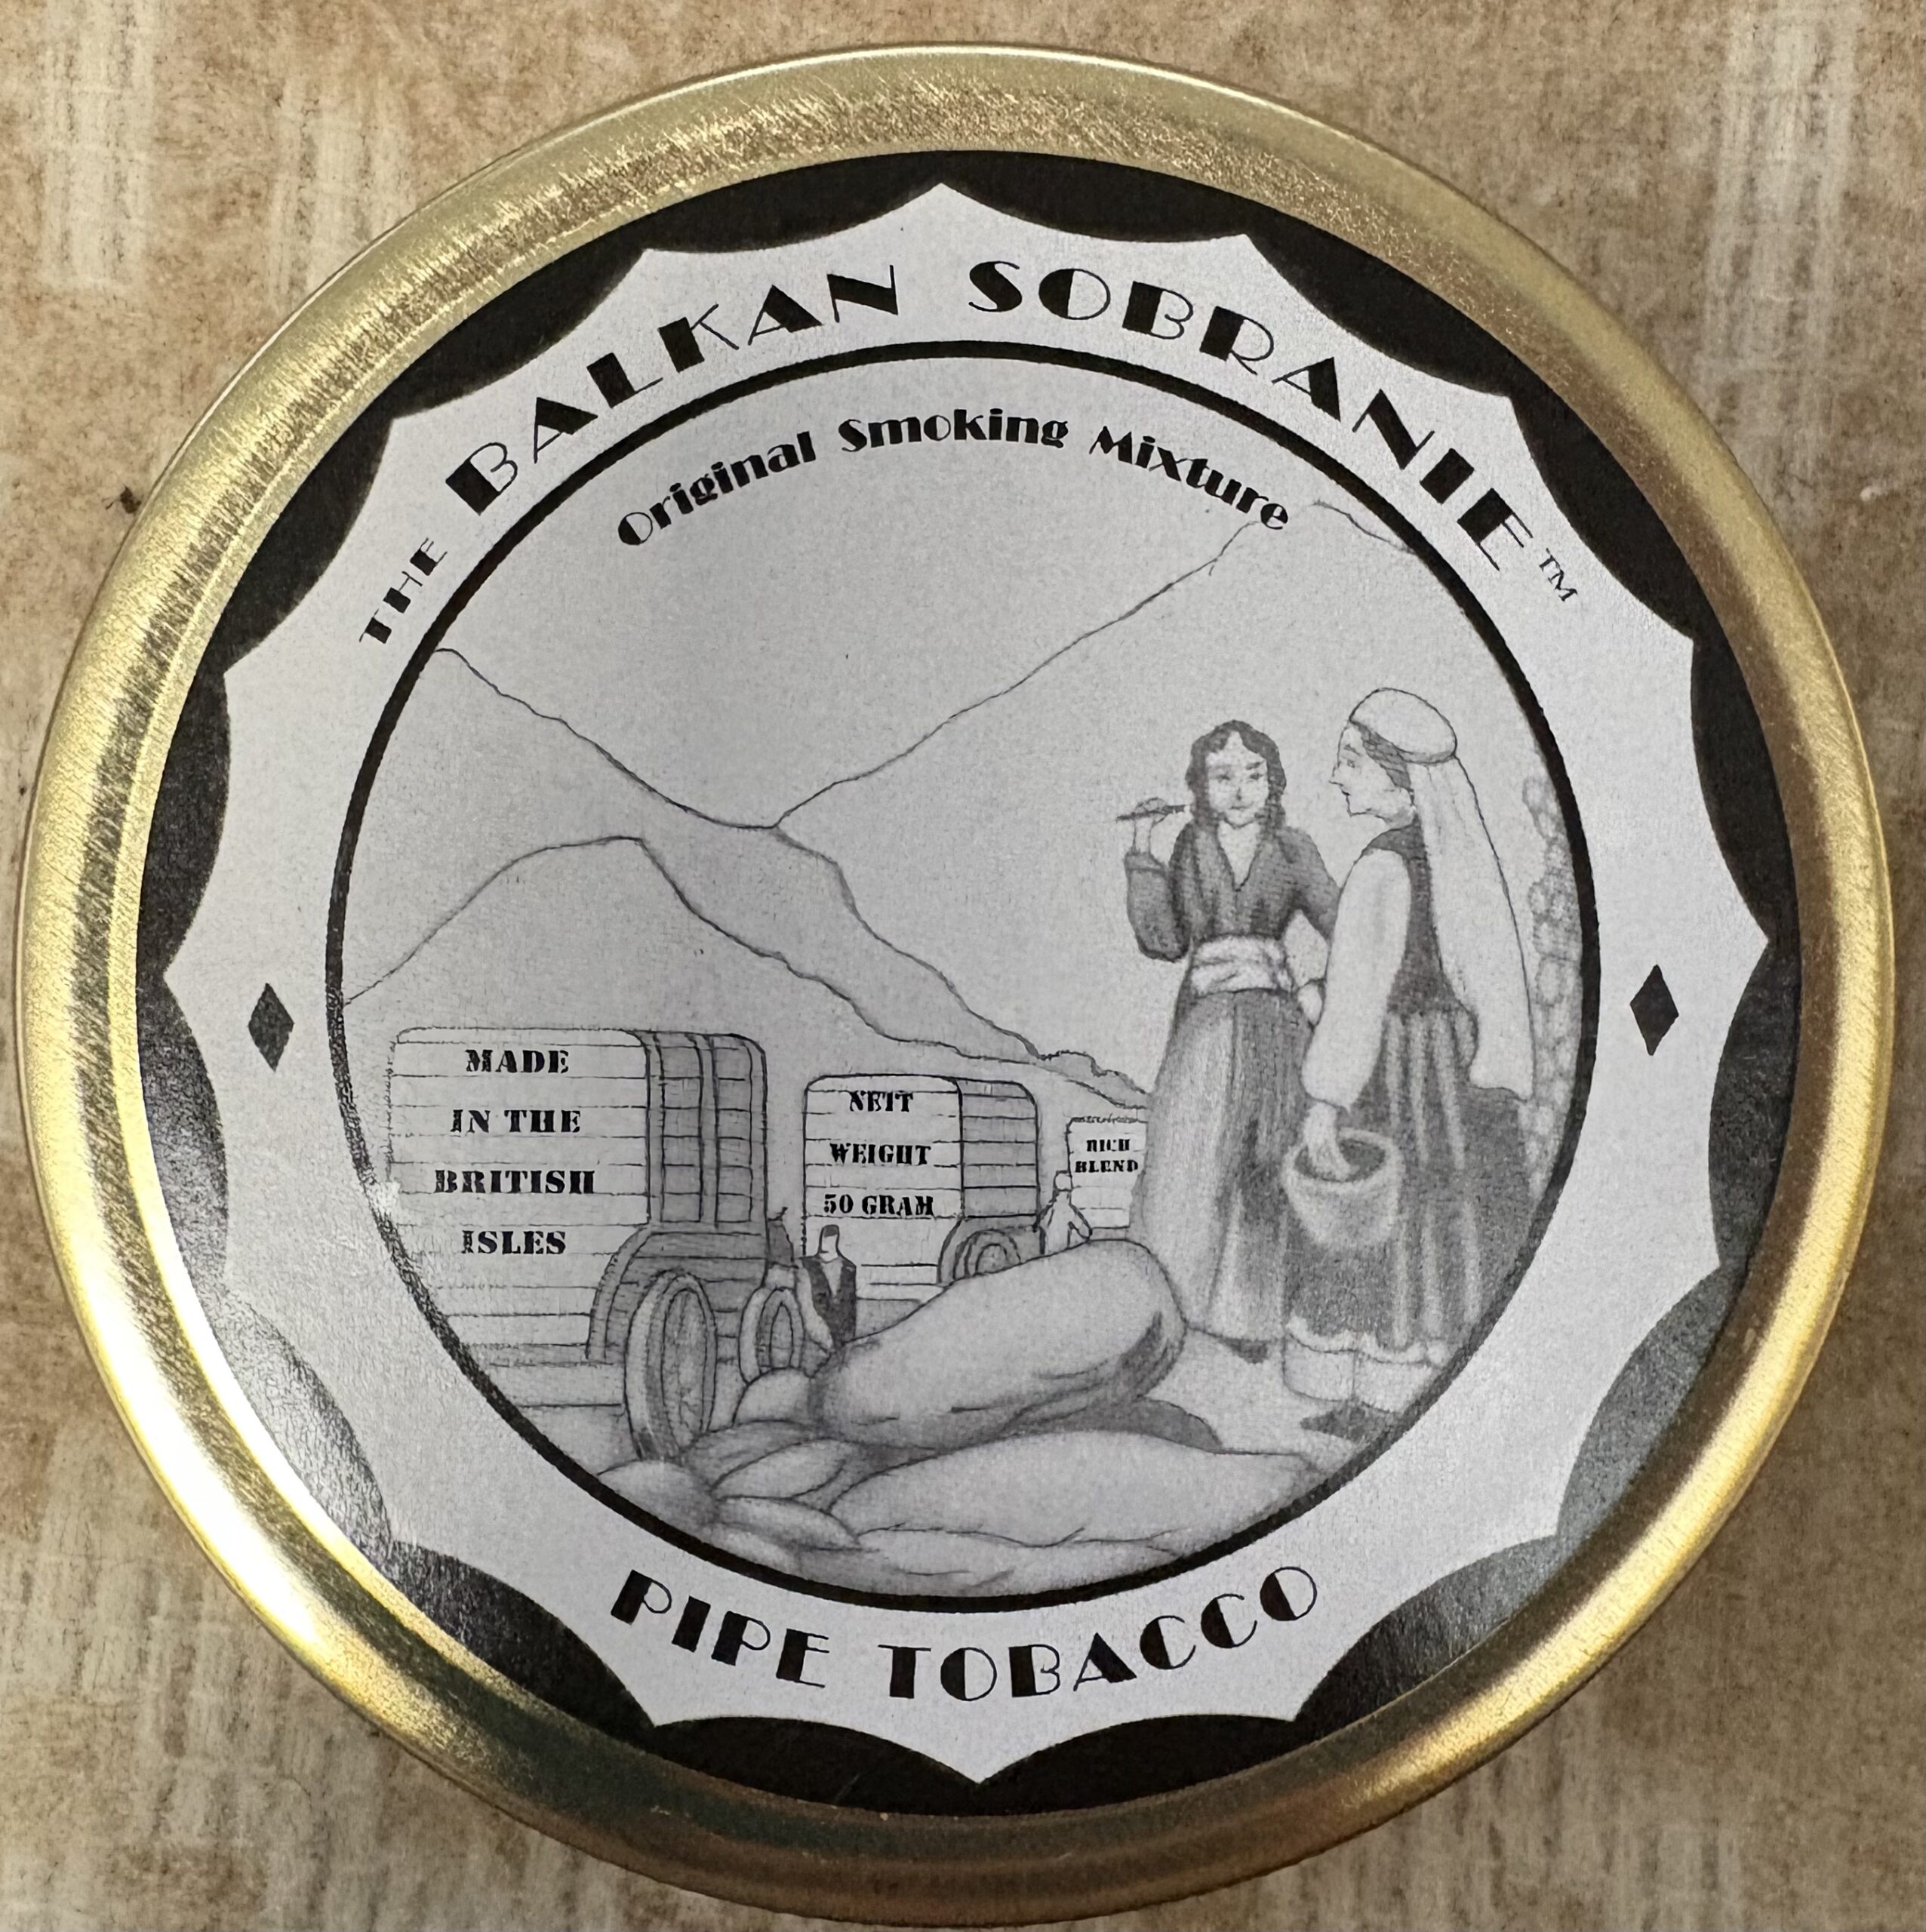 THE BALKAN SOBRANIE™
Original Smoking Mixture
MADE
IN THE
BRITISH
ISLES
NETT
WEIGHT
50 GRAM
RICH
BLEND
PIPE TOBACCO